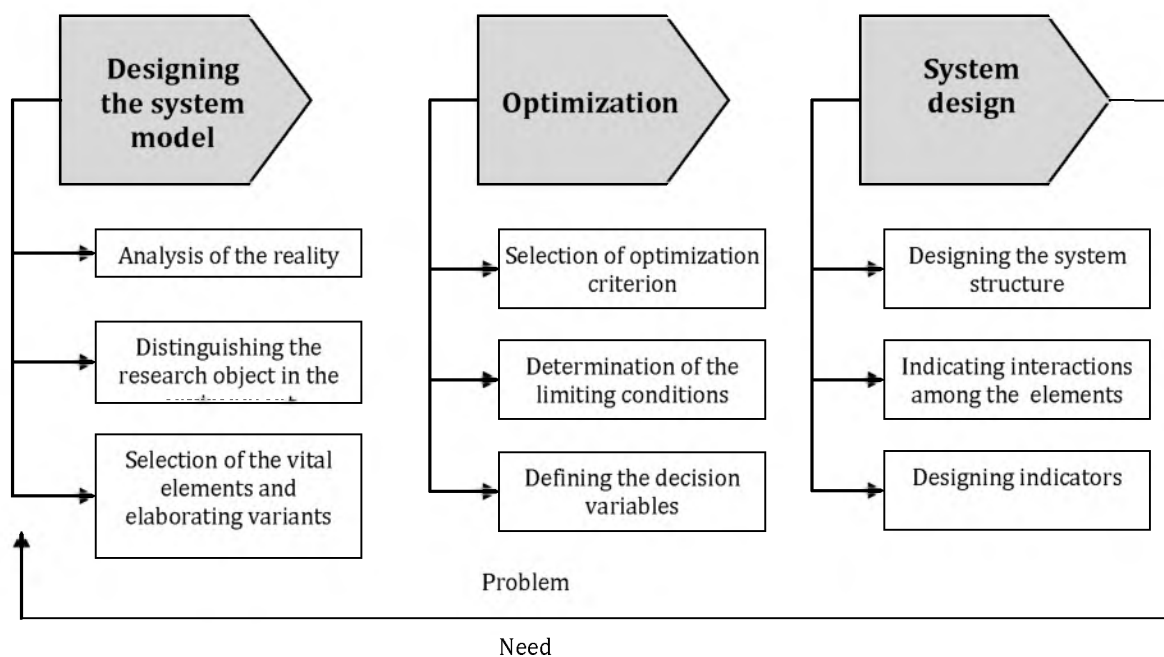 Designing
the system
model
Optimization
System
design
Analysis of the reality
Distinguishing the
research object in the
Selection of the vital
elements and
elaborating variants
Selection of optimization
criterion
Determination of the
limiting conditions
Defining the decision
variables
Designing the system
structure
Indicating interactions
among the elements
Designing indicators
Problem
Need